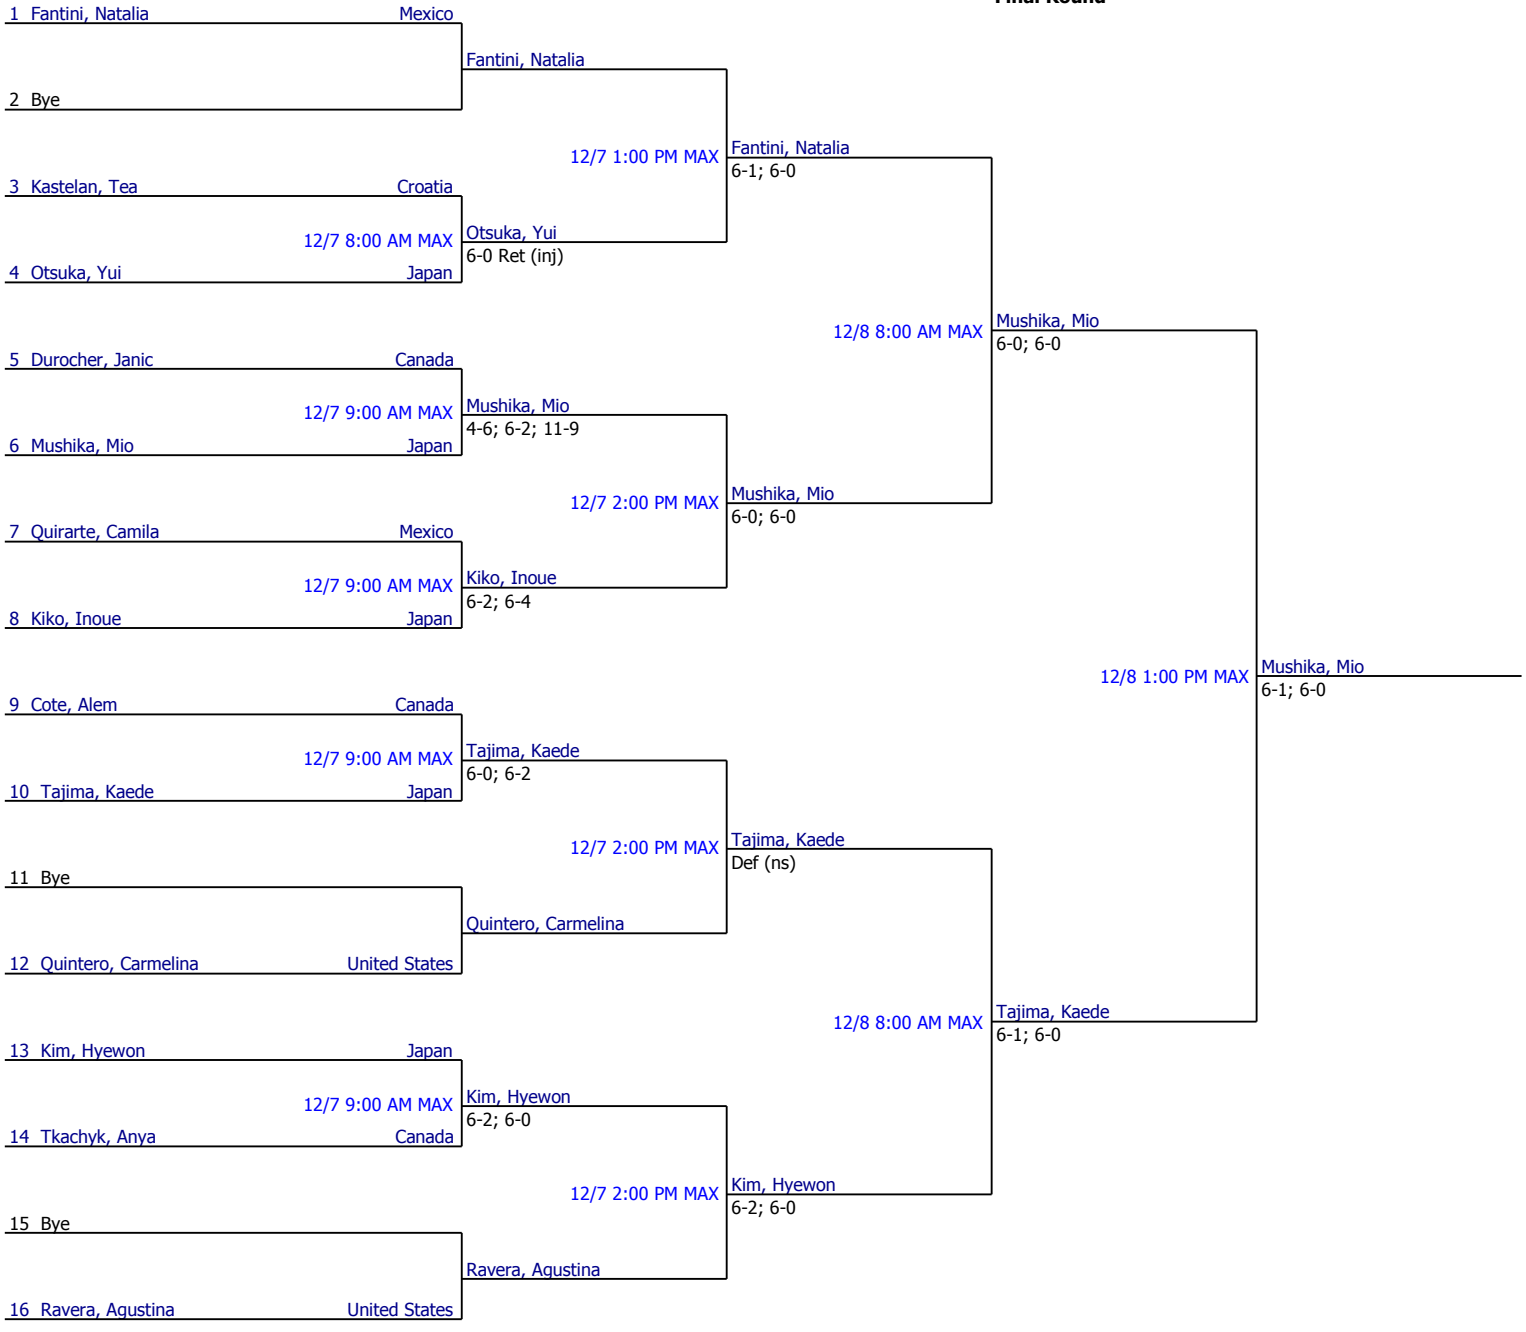 Final Round
1 Fantini, Natalia Mexico
Fantini, Natalia
2 Bye
12/7 1:00 PM MAX Fantini, Natalia
6-1; 6-0
3 Kastelan, Tea Croatia
12/7 8:00 AM MAX Otsuka, Yui
6-0 Ret (inj)
4 Otsuka, Yui Japan
12/8 8:00 AM MAX Mushika, Mio
6-0; 6-0
5 Durocher, Janic Canada
12/7 9:00 AM MAX Mushika, Mio
4-6; 6-2; 11-9
6 Mushika, Mio Japan
12/7 2:00 PM MAX Mushika, Mio
6-0; 6-0
7 Quirarte, Camila Mexico
12/7 9:00 AM MAX Kiko, Inoue
6-2; 6-4
8 Kiko, Inoue Japan
12/8 1:00 PM MAX Mushika, Mio
6-1; 6-0
9 Cote, Alem Canada
12/7 9:00 AM MAX Tajima, Kaede
6-0; 6-2
10 Tajima, Kaede Japan
12/7 2:00 PM MAX Tajima, Kaede
Def (ns)
11 Bye
Quintero, Carmelina
12 Quintero, Carmelina United States
12/8 8:00 AM MAX Tajima, Kaede
6-1; 6-0
13 Kim, Hyewon Japan
12/7 9:00 AM MAX Kim, Hyewon
6-2; 6-0
14 Tkachyk, Anya Canada
12/7 2:00 PM MAX Kim, Hyewon
6-2; 6-0
15 Bye
Ravera, Agustina
16 Ravera, Agustina United States